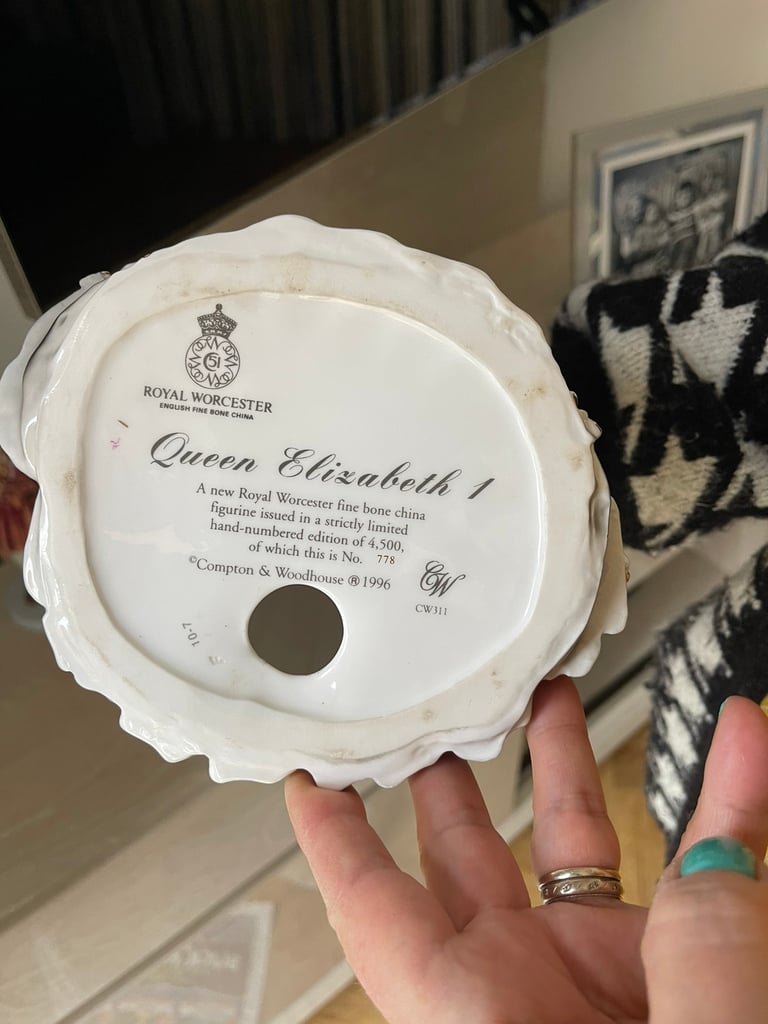 51
ROYAL WORCESTER
ENGLISH FINE BONE CHINA
Queen Elizabeth 1
A new Royal Worcester fine bone china
figurine issued in a strictly limited
hand-numbered edition of 4,500,
of which this is No. 778
©Compton & Woodhouse ®1996
CW
CW311
10-7